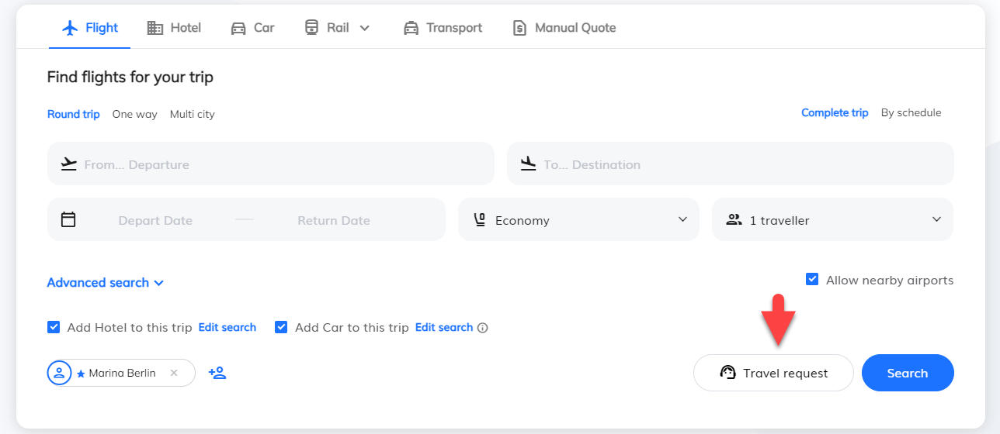 Flight Hotel Car Rail Transport Manual Quote
Find flights for your trip
Round trip One way Multi city Complete trip By schedule
From... Departure To... Destination
Depart Date Return Date Economy 1 traveller
Advanced search Allow nearby airports
Add Hotel to this trip Edit search Add Car to this trip Edit search
Marina Berlin Travel request Search